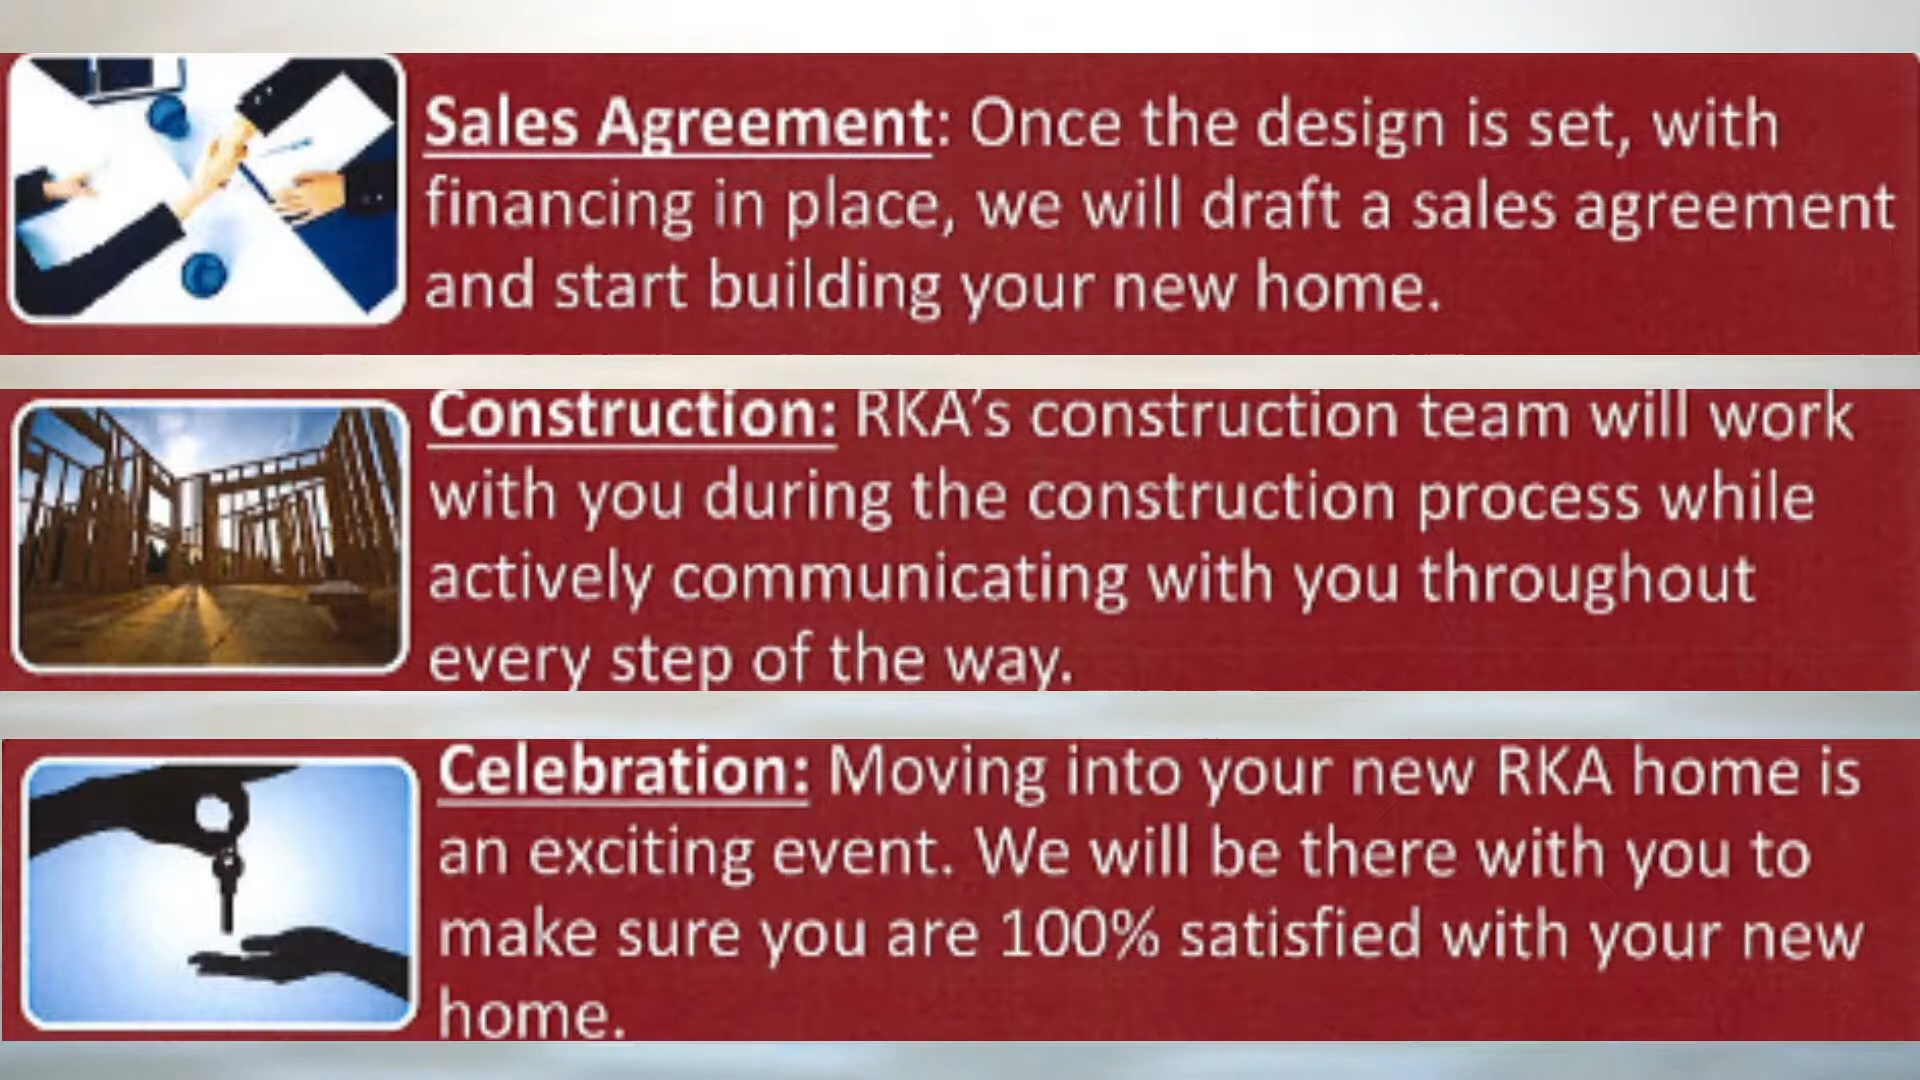 Sales Agreement: Once the design is set, with
financing in place, we will draft a sales agreement
and start building your new home.
Construction: RKA's construction team will work
with you during the construction process while
actively communicating with you throughout
every step of the way.
Celebration: Moving into your new RKA home is
an exciting event. We will be there with you to
make sure you are 100% satisfied with your new
home.